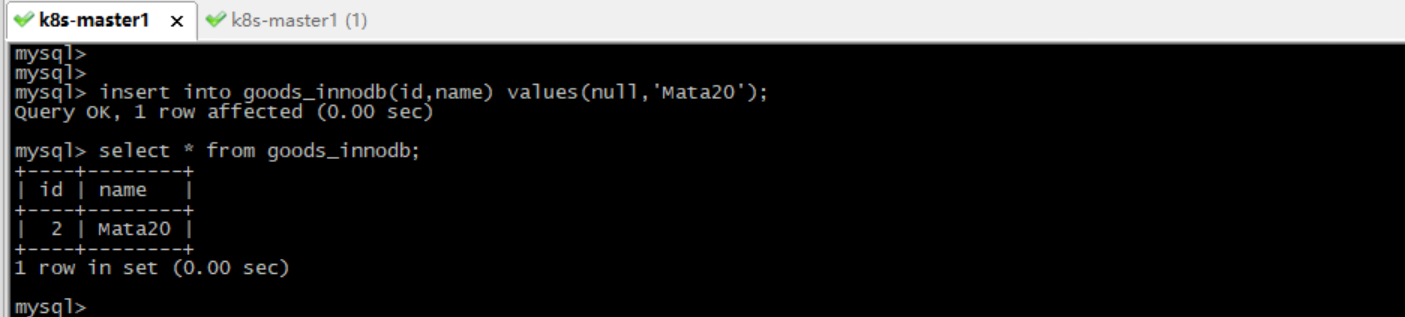 k8s-master1 × k8s-master1 (1)
mysql>
mysql>
mysql> insert into goods_innodb(id,name) values(null,'Mata20');
Query OK, 1 row affected (0.00 sec)
mysql> select * from goods_innodb;
+----+--------+
| id | name   |
+----+--------+
|  2 | Mata20 |
+----+--------+
1 row in set (0.00 sec)
mysql>